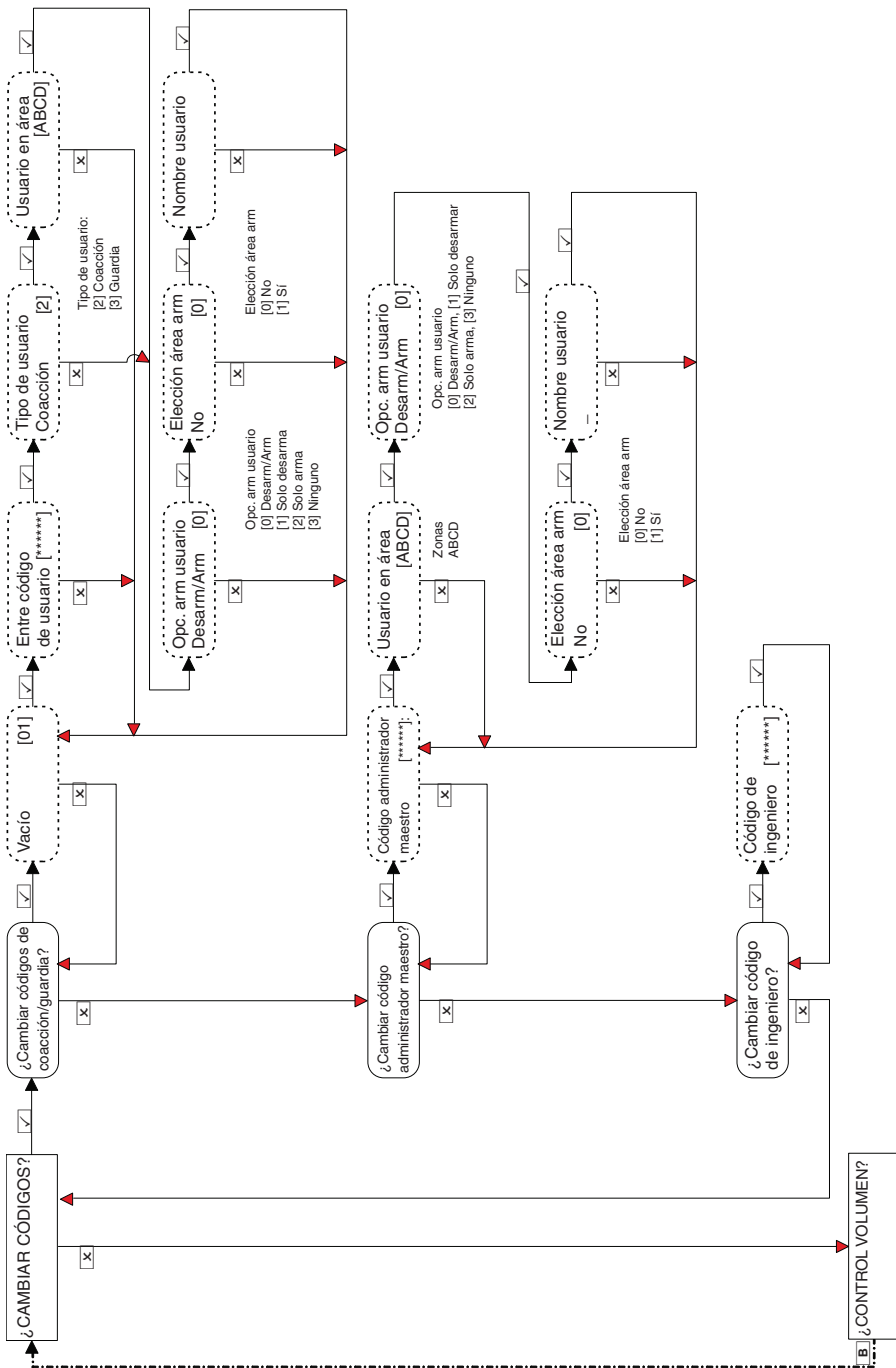 ¿CAMBIAR CÓDIGOS?
¿Cambiar códigos de
coacción/guardia?
Vacío [01]
Entre código
de usuario [******]
Tipo de usuario
Coacción [2]
Tipo de usuario:
[2] Coacción
[3] Guardia
Usuario en área
[ABCD]
Opc. arm usuario
Desarm/Arm [0]
Opc. arm usuario
[0] Desarm/Arm
[1] Solo desarma
[2] Solo arma
[3] Ninguno
Elección área arm
No [0]
Elección área arm
[0] No
[1] Sí
Nombre usuario
¿Cambiar código
administrador maestro?
Código administrador
maestro [******]:
Usuario en área
[ABCD]
Zonas
ABCD
Opc. arm usuario
Desarm/Arm [0]
Opc. arm usuario
[0] Desarm/Arm, [1] Solo desarmar
[2] Solo arma, [3] Ninguno
Elección área arm
No [0]
Elección área arm
[0] No
[1] Sí
Nombre usuario
_
¿Cambiar código
de ingeniero?
Código de
ingeniero [******]
B ¿CONTROL VOLUMEN?